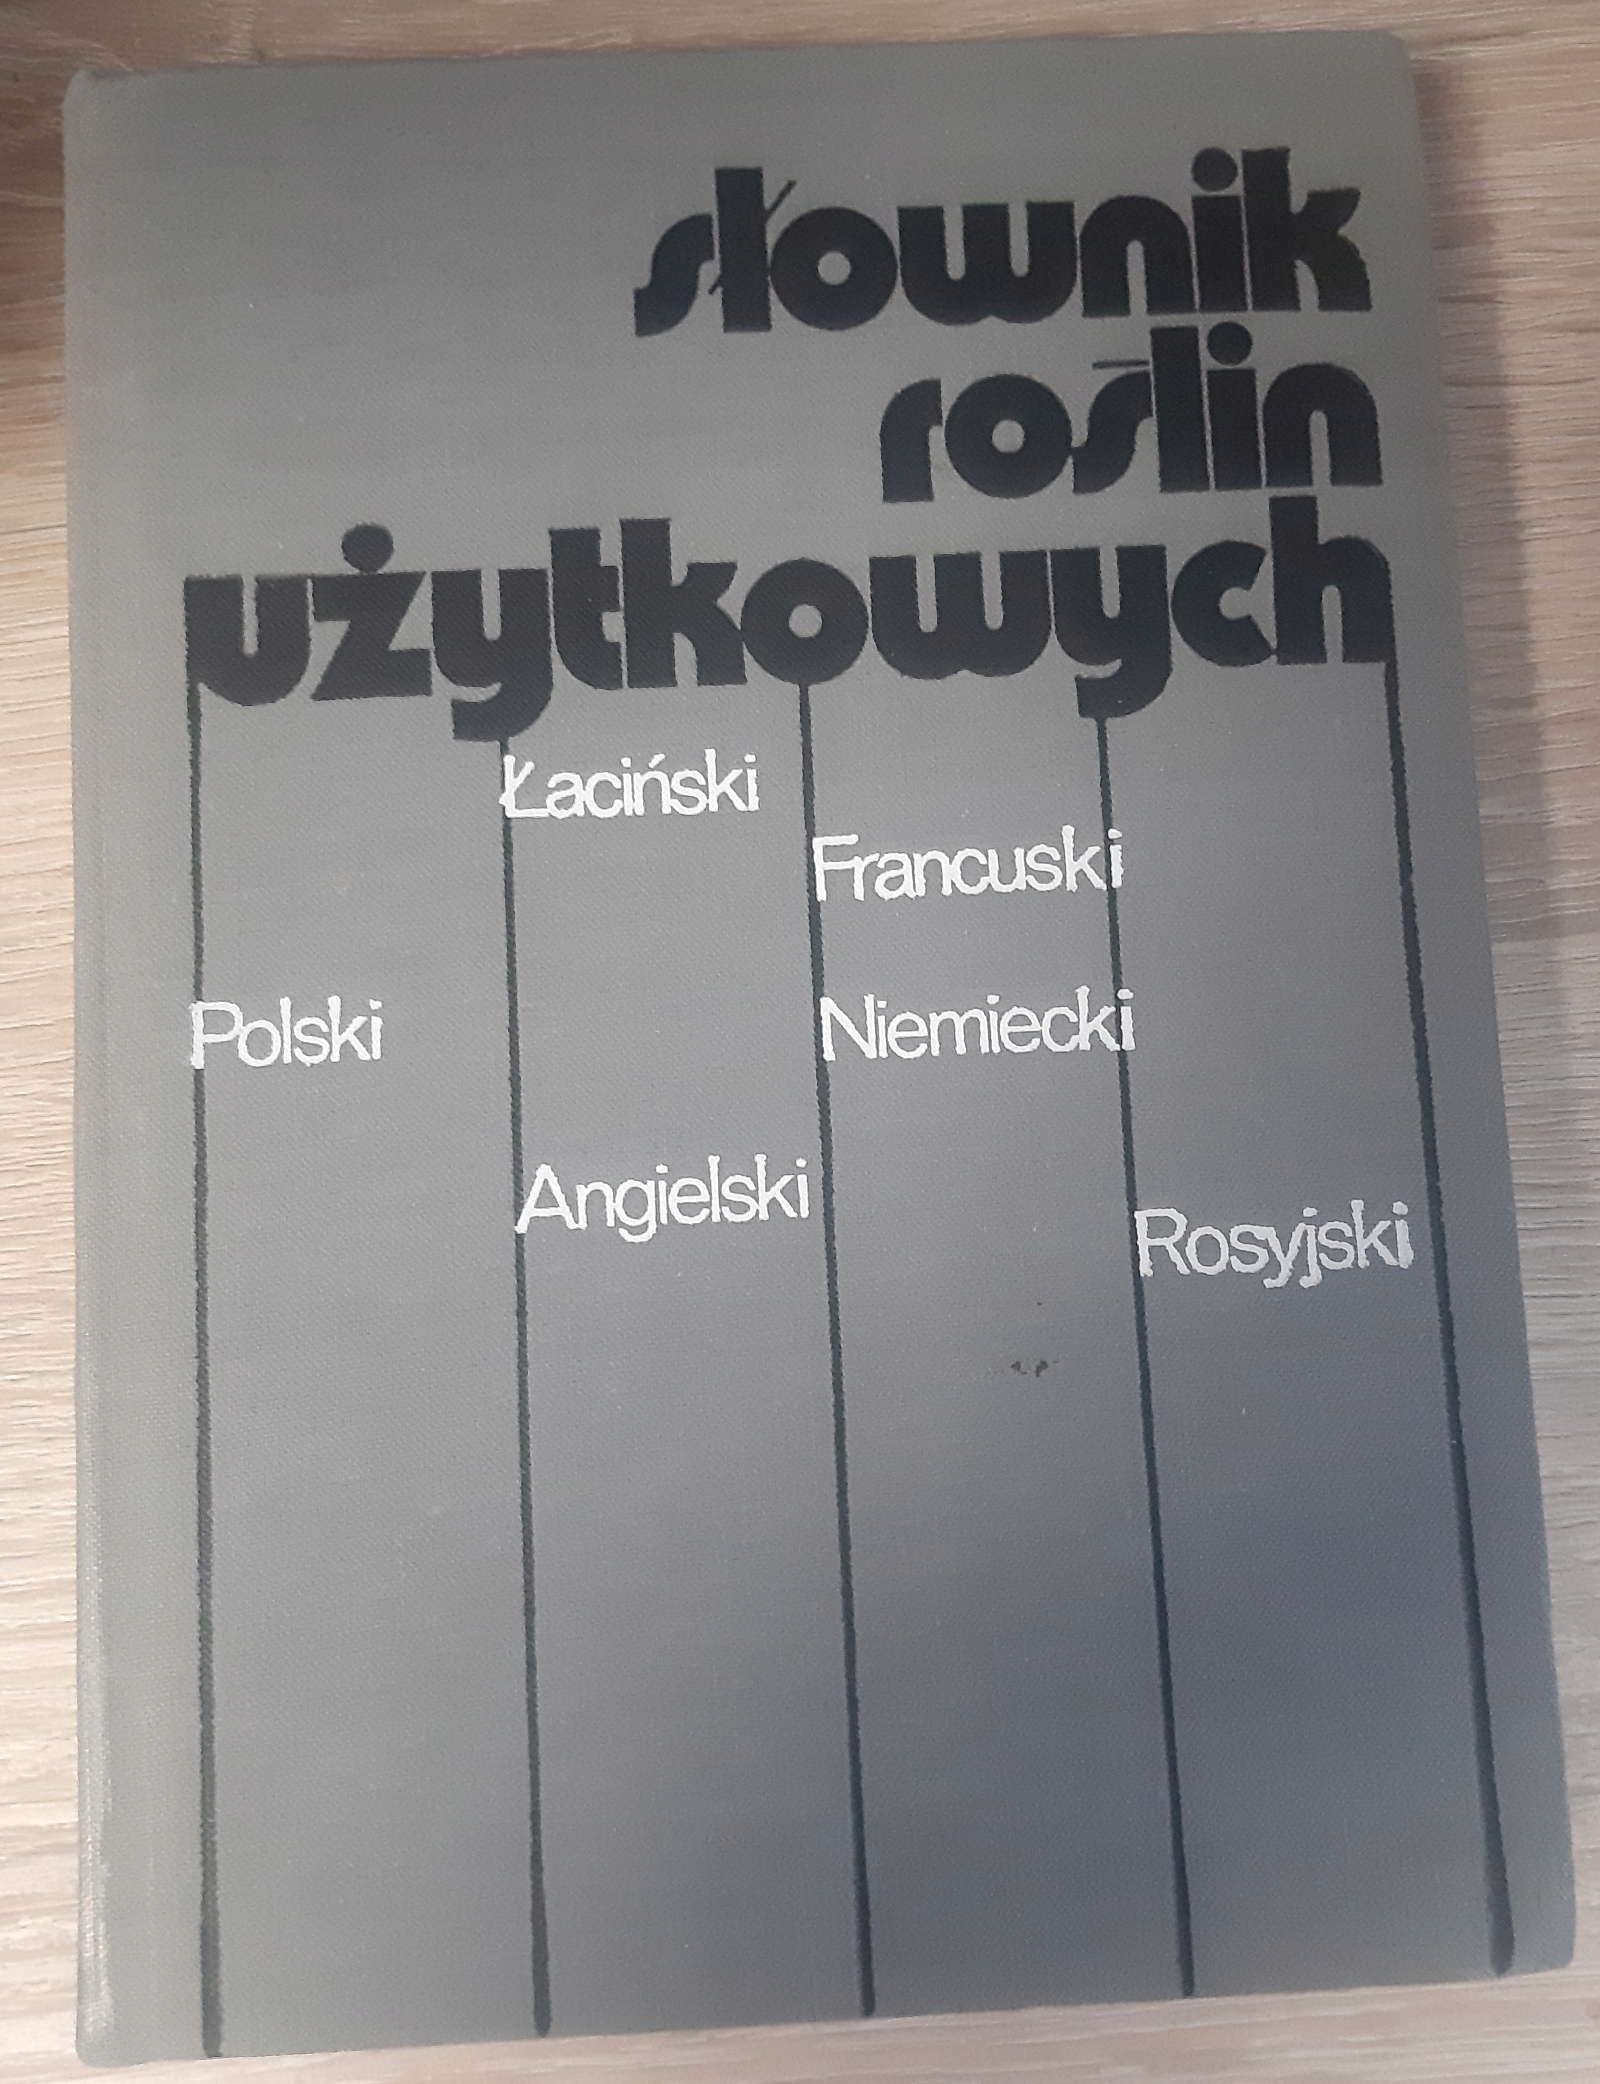 słownik
roślin
użytkowych
Łaciński
Francuski
Polski
Niemiecki
Angielski
Rosyjski